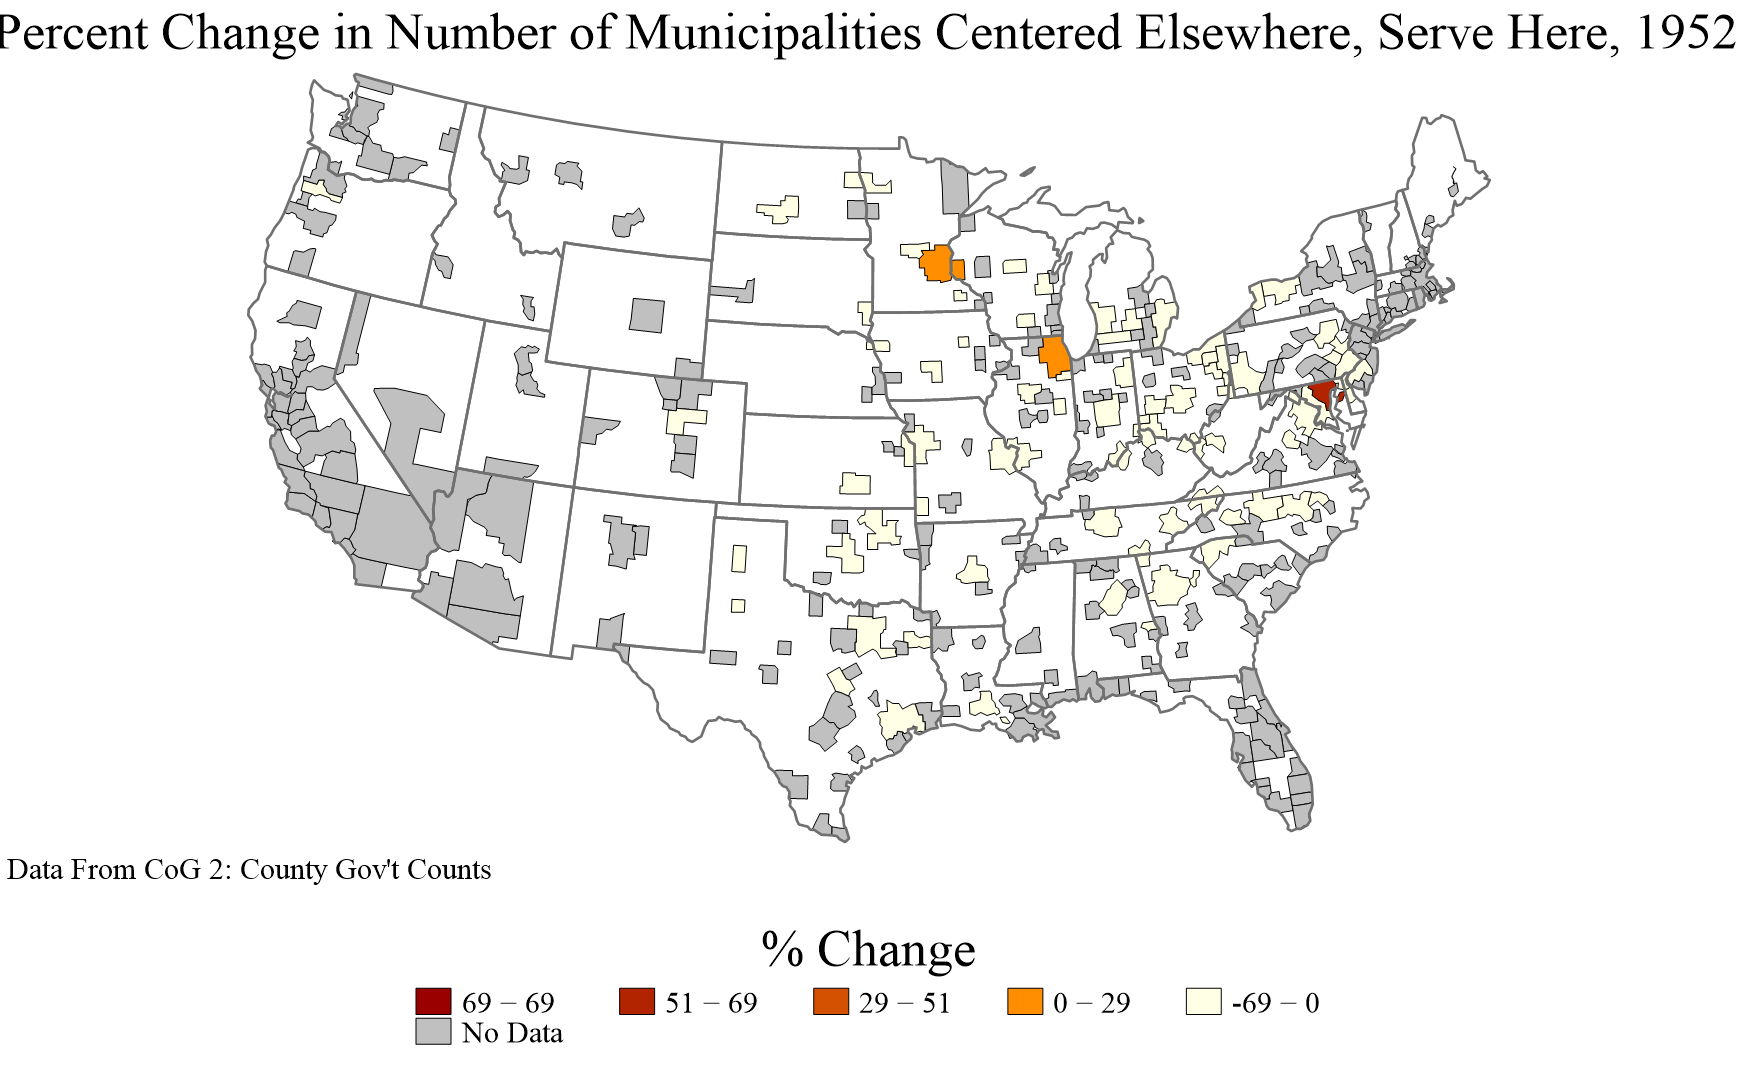 Percent Change in Number of Municipalities Centered Elsewhere, Serve Here, 1952
Data From CoG 2: County Gov't Counts
% Change
69 – 69 51 – 69 29 – 51 0 – 29 -69 – 0
No Data